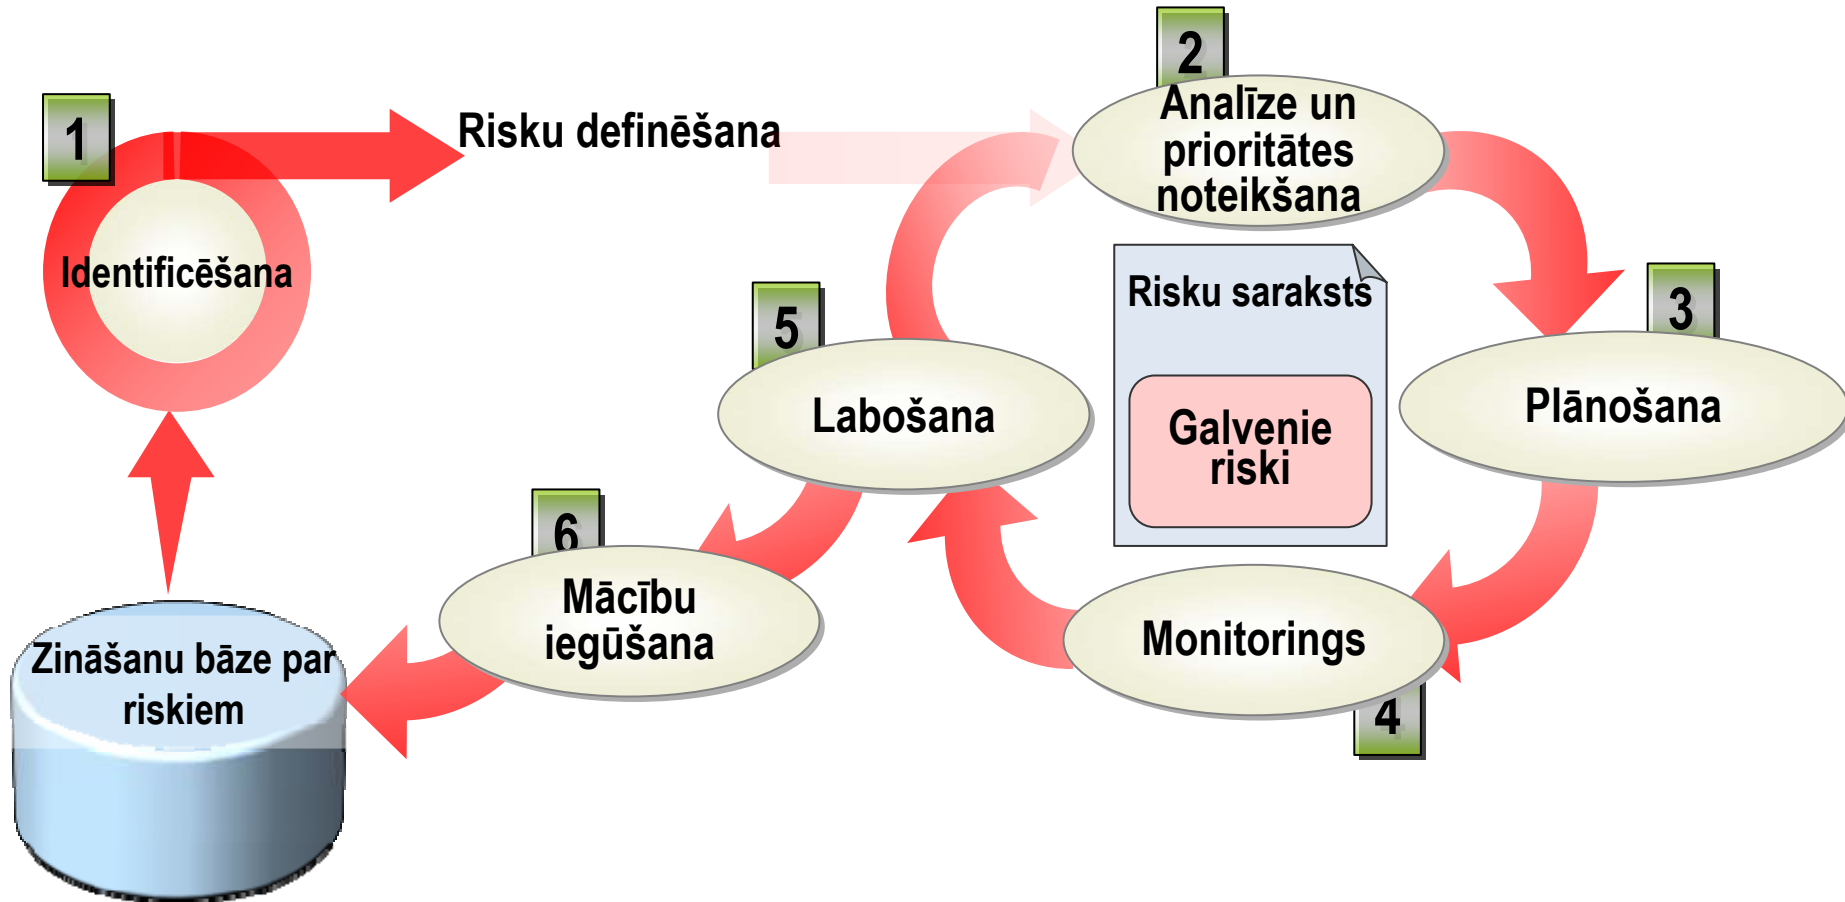 1
Identificēšana
Risku definēšana
2
Analīze un
prioritātes
noteikšana
3
Plānošana
Risku saraksts
Galvenie
riski
4
Monitorings
5
Labošana
6
Mācību
iegūšana
Zināšanu bāze par
riskiem